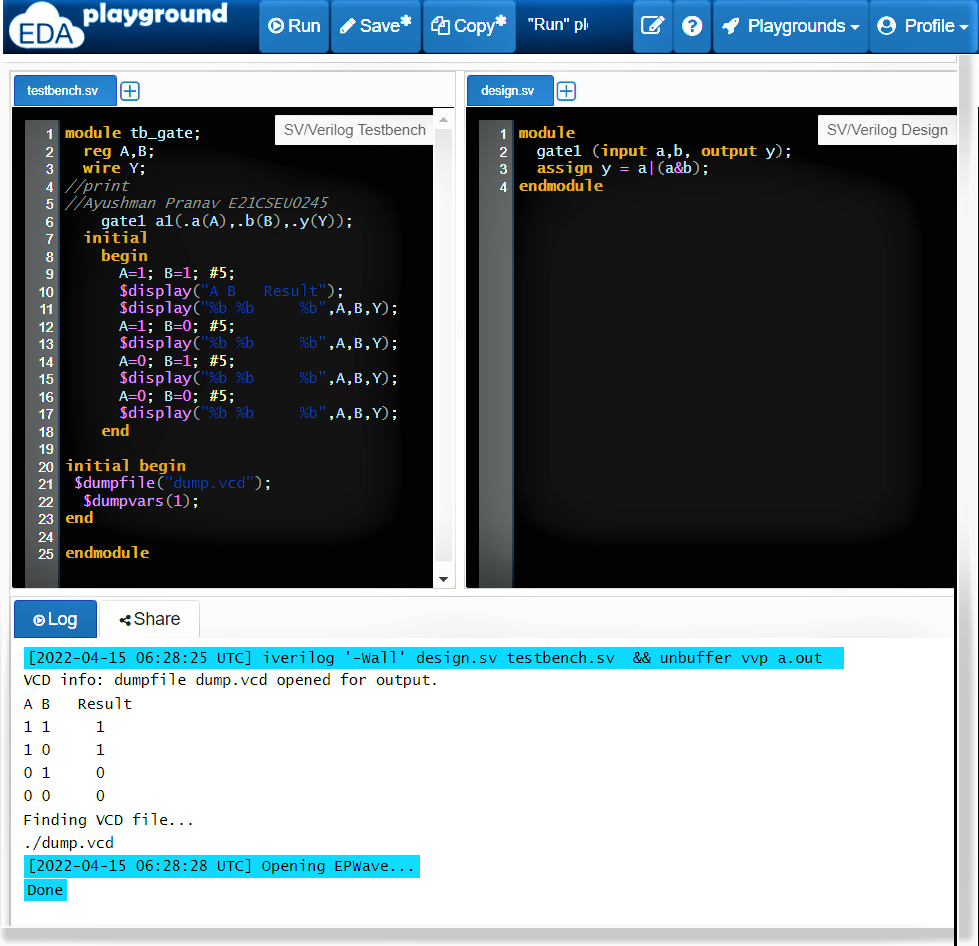 EDA playground
Run Save* Copy* "Run" pl Playgrounds Profile
testbench.sv
SV/Verilog Testbench
1 module tb_gate;
2 reg A,B;
3 wire Y;
4 //print
5 //Ayushman Pranav E21CSEU0245
6 gate1 a1(.a(A),.b(B),.y(Y));
7 initial
8 begin
9 A=1; B=1; #5;
10 $display("A B   Result");
11 $display("%b %b     %b",A,B,Y);
12 A=1; B=0; #5;
13 $display("%b %b     %b",A,B,Y);
14 A=0; B=1; #5;
15 $display("%b %b     %b",A,B,Y);
16 A=0; B=0; #5;
17 $display("%b %b     %b",A,B,Y);
18 end
19
20 initial begin
21 $dumpfile("dump.vcd");
22 $dumpvars(1);
23 end
24
25 endmodule
design.sv
SV/Verilog Design
1 module
2 gate1 (input a,b, output y);
3 assign y = a|(a&b);
4 endmodule
Log Share
[2022-04-15 06:28:25 UTC] iverilog '-Wall' design.sv testbench.sv  && unbuffer vvp a.out
VCD info: dumpfile dump.vcd opened for output.
A B   Result
1 1     1
1 0     1
0 1     0
0 0     0
Finding VCD file...
./dump.vcd
[2022-04-15 06:28:28 UTC] Opening EPWave...
Done